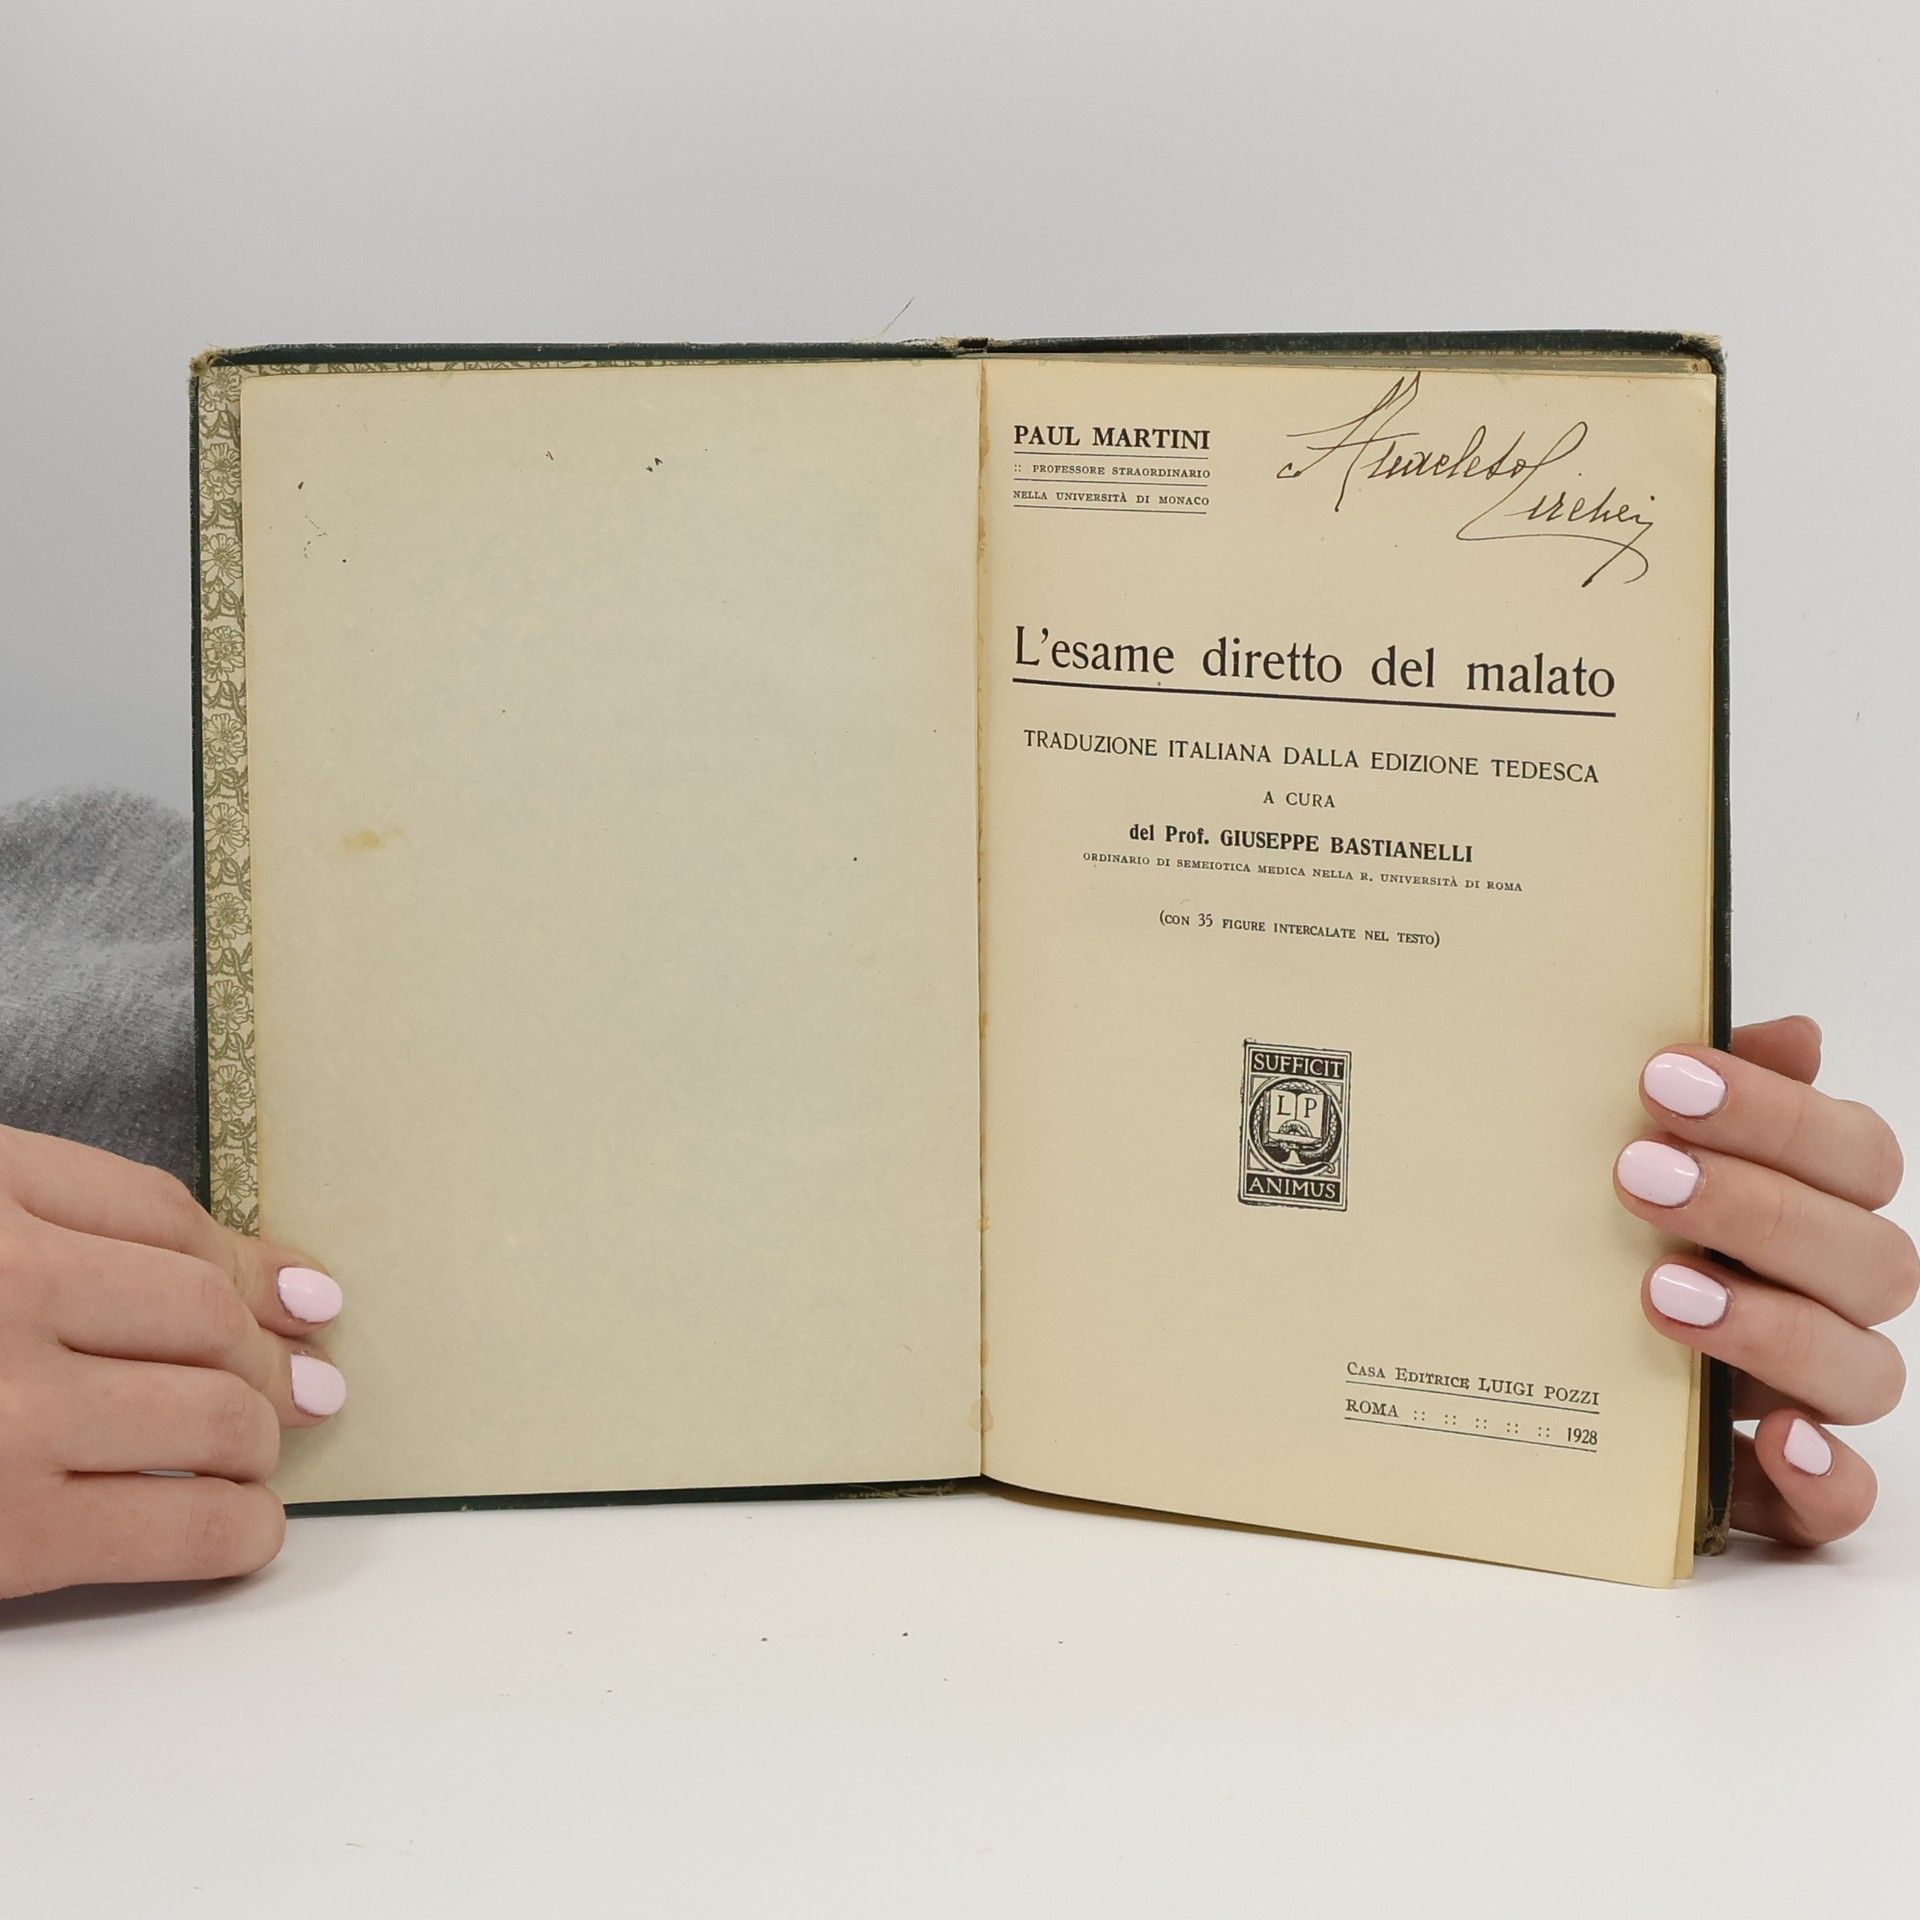 PAUL MARTINI
:: PROFESSORE STRAORDINARIO
NELLA UNIVERSITÀ DI MONACO
L'esame diretto del malato
TRADUZIONE ITALIANA DALLA EDIZIONE TEDESCA
A CURA
del Prof. GIUSEPPE BASTIANELLI
ORDINARIO DI SEMEIOTICA MEDICA NELLA R. UNIVERSITÀ DI ROMA
(CON 35 FIGURE INTERCALATE NEL TESTO)
SUFFICIT
L P
ANIMUS
CASA EDITRICE LUIGI POZZI
ROMA :: :: :: :: :: 1928